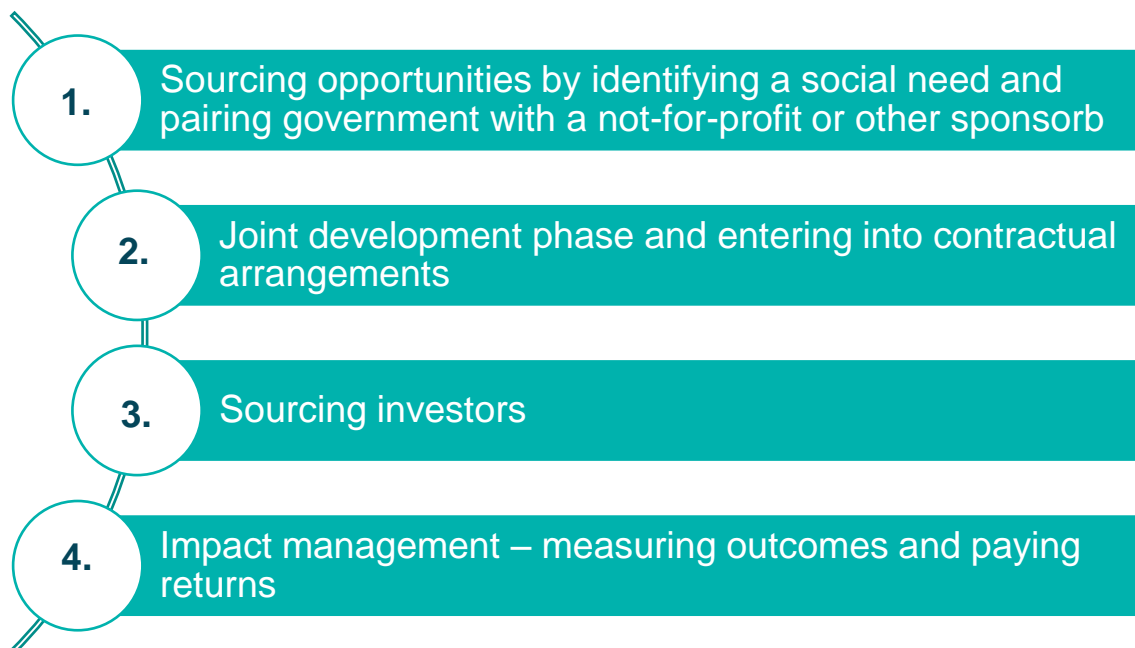 1.
Sourcing opportunities by identifying a social need and
pairing government with a not-for-profit or other sponsorb
2.
Joint development phase and entering into contractual
arrangements
3.
Sourcing investors
4.
Impact management – measuring outcomes and paying
returns